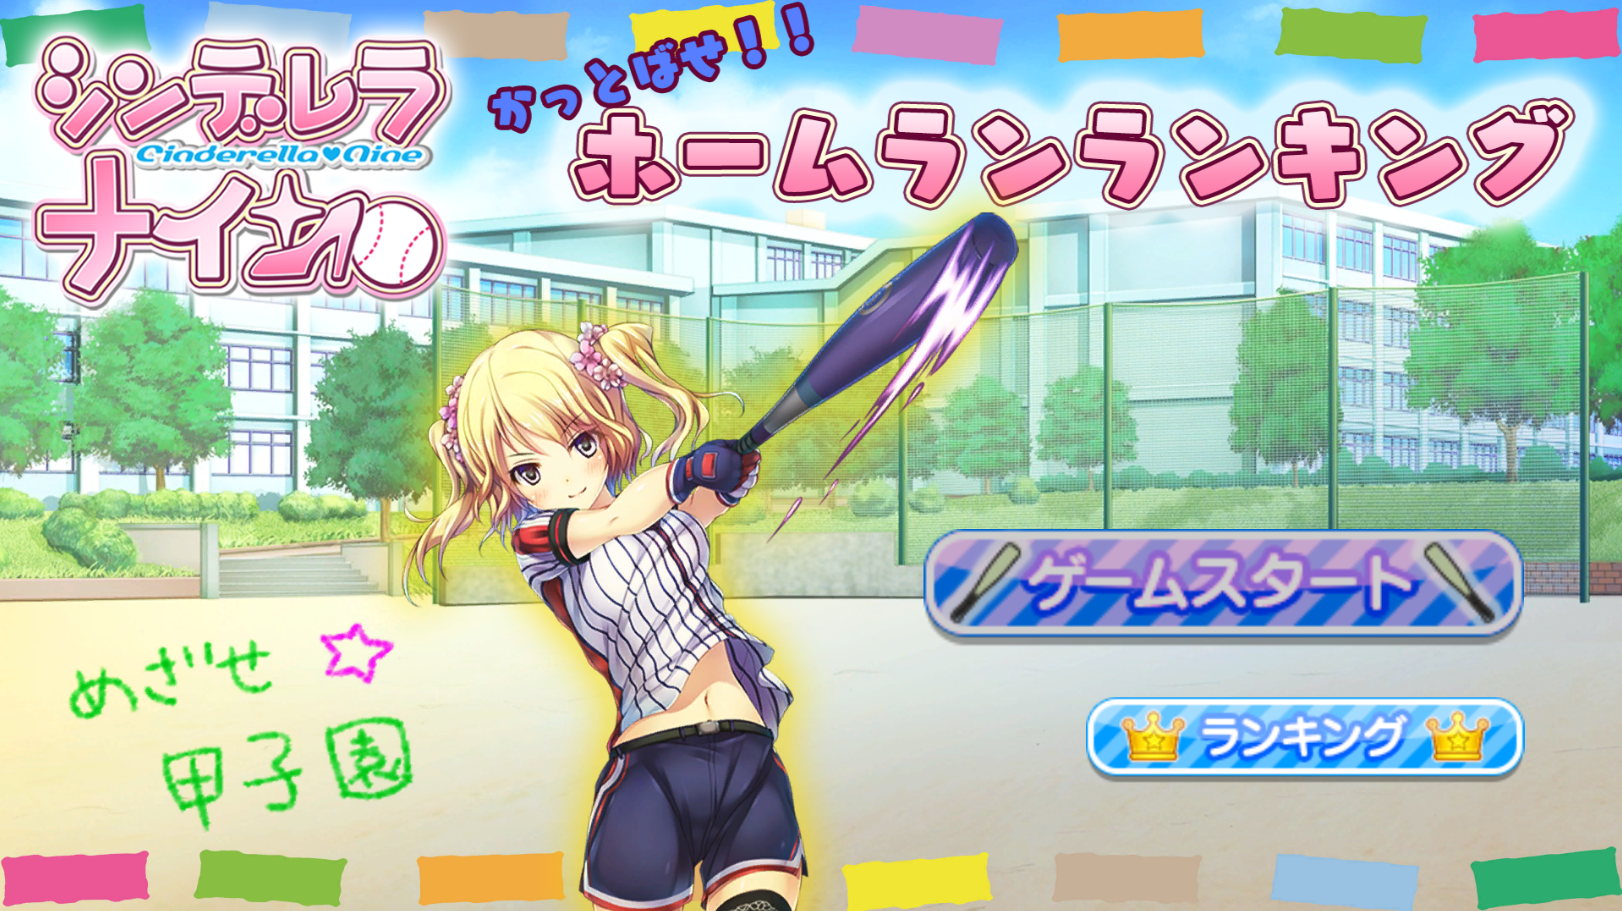 シンデレラ
Cinderella♥Nine
ナイン
かっとばせ!!
ホームランランキング
ゲームスタート
ランキング
めざせ☆
甲子園